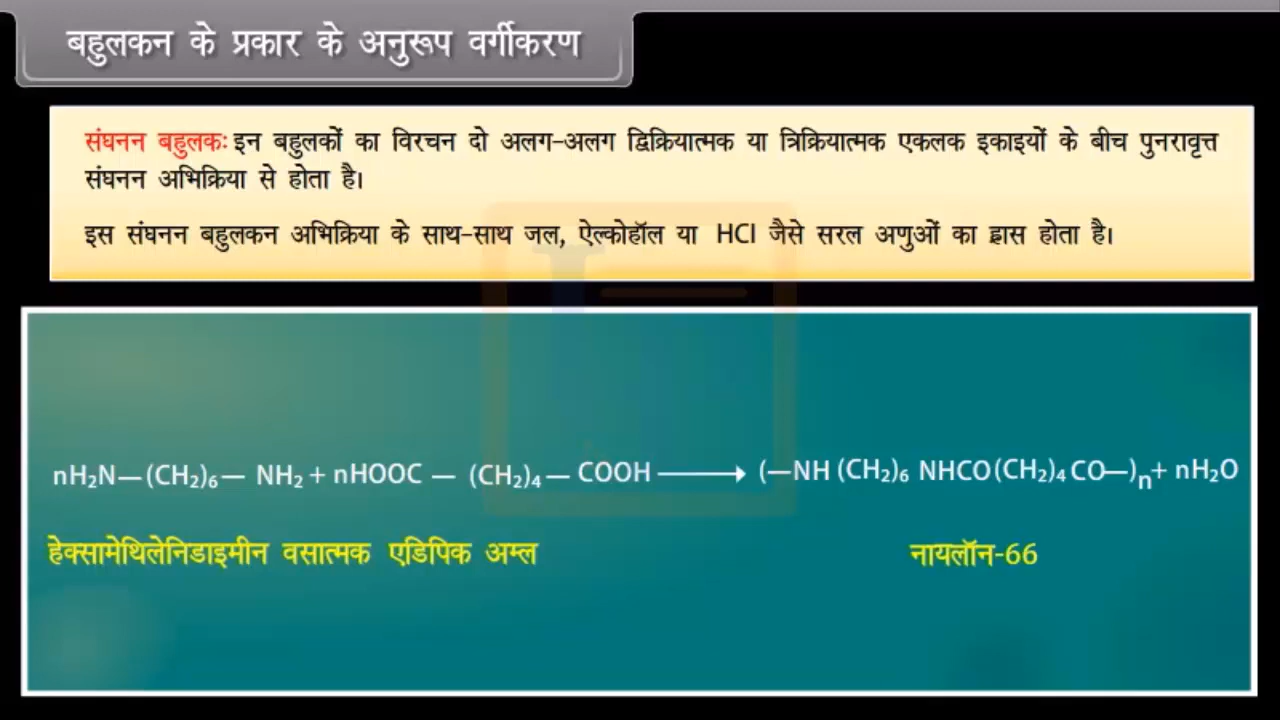 बहुलकन के प्रकार के अनुरूप वर्गीकरण
संघनन बहुलकः इन बहुलकों का विरचन दो अलग-अलग द्विक्रियात्मक या त्रिक्रियात्मक एकलक इकाइयों के बीच पुनरावृत्त
संघनन अभिक्रिया से होता है।
इस संघनन बहुलकन अभिक्रिया के साथ-साथ जल, ऐल्कोहॉल या HCl जैसे सरल अणुओं का ह्रास होता है।
nH₂N—(CH₂)₆— NH₂ + nHOOC — (CH₂)₄— COOH ⟶ (—NH (CH₂)₆ NHCO(CH₂)₄ CO—)ₙ+ nH₂O
हेक्सामेथिलेनिडाइमीन वसात्मक एडिपिक अम्ल नायलॉन-66